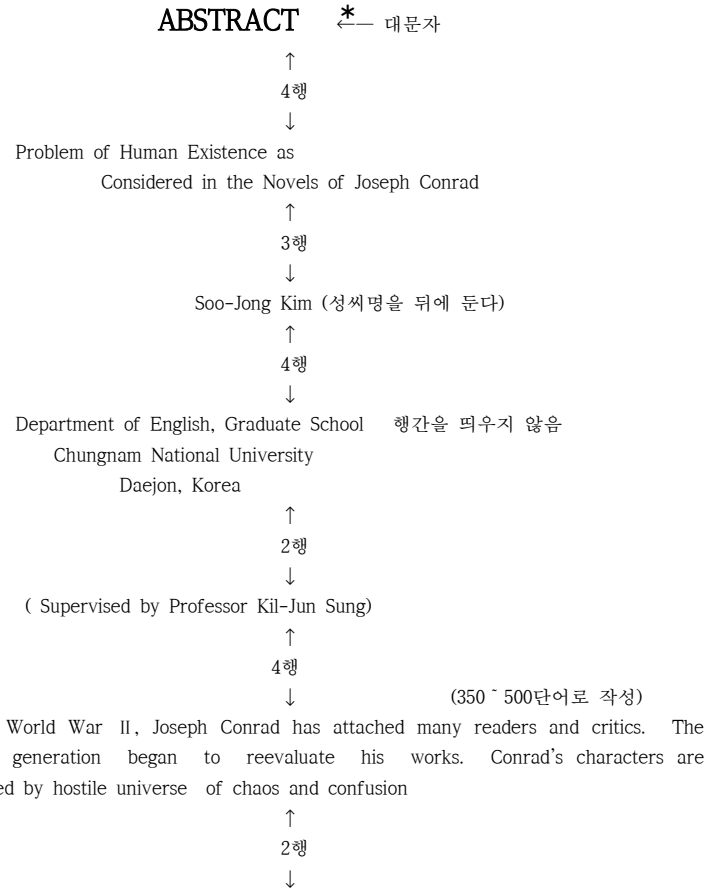 ABSTRACT *←― 대문자
↑
4행
↓
Problem of Human Existence as
Considered in the Novels of Joseph Conrad
↑
3행
↓
Soo-Jong Kim (성씨명을 뒤에 둔다)
↑
4행
↓
Department of English, Graduate School 행간을 띄우지 않음
Chungnam National University
Daejon, Korea
↑
2행
↓
( Supervised by Professor Kil-Jun Sung)
↑
4행
↓ (350 ~ 500단어로 작성)
World War Ⅱ, Joseph Conrad has attached many readers and critics. The
generation began to reevaluate his works. Conrad's characters are
ed by hostile universe of chaos and confusion
↑
2행
↓